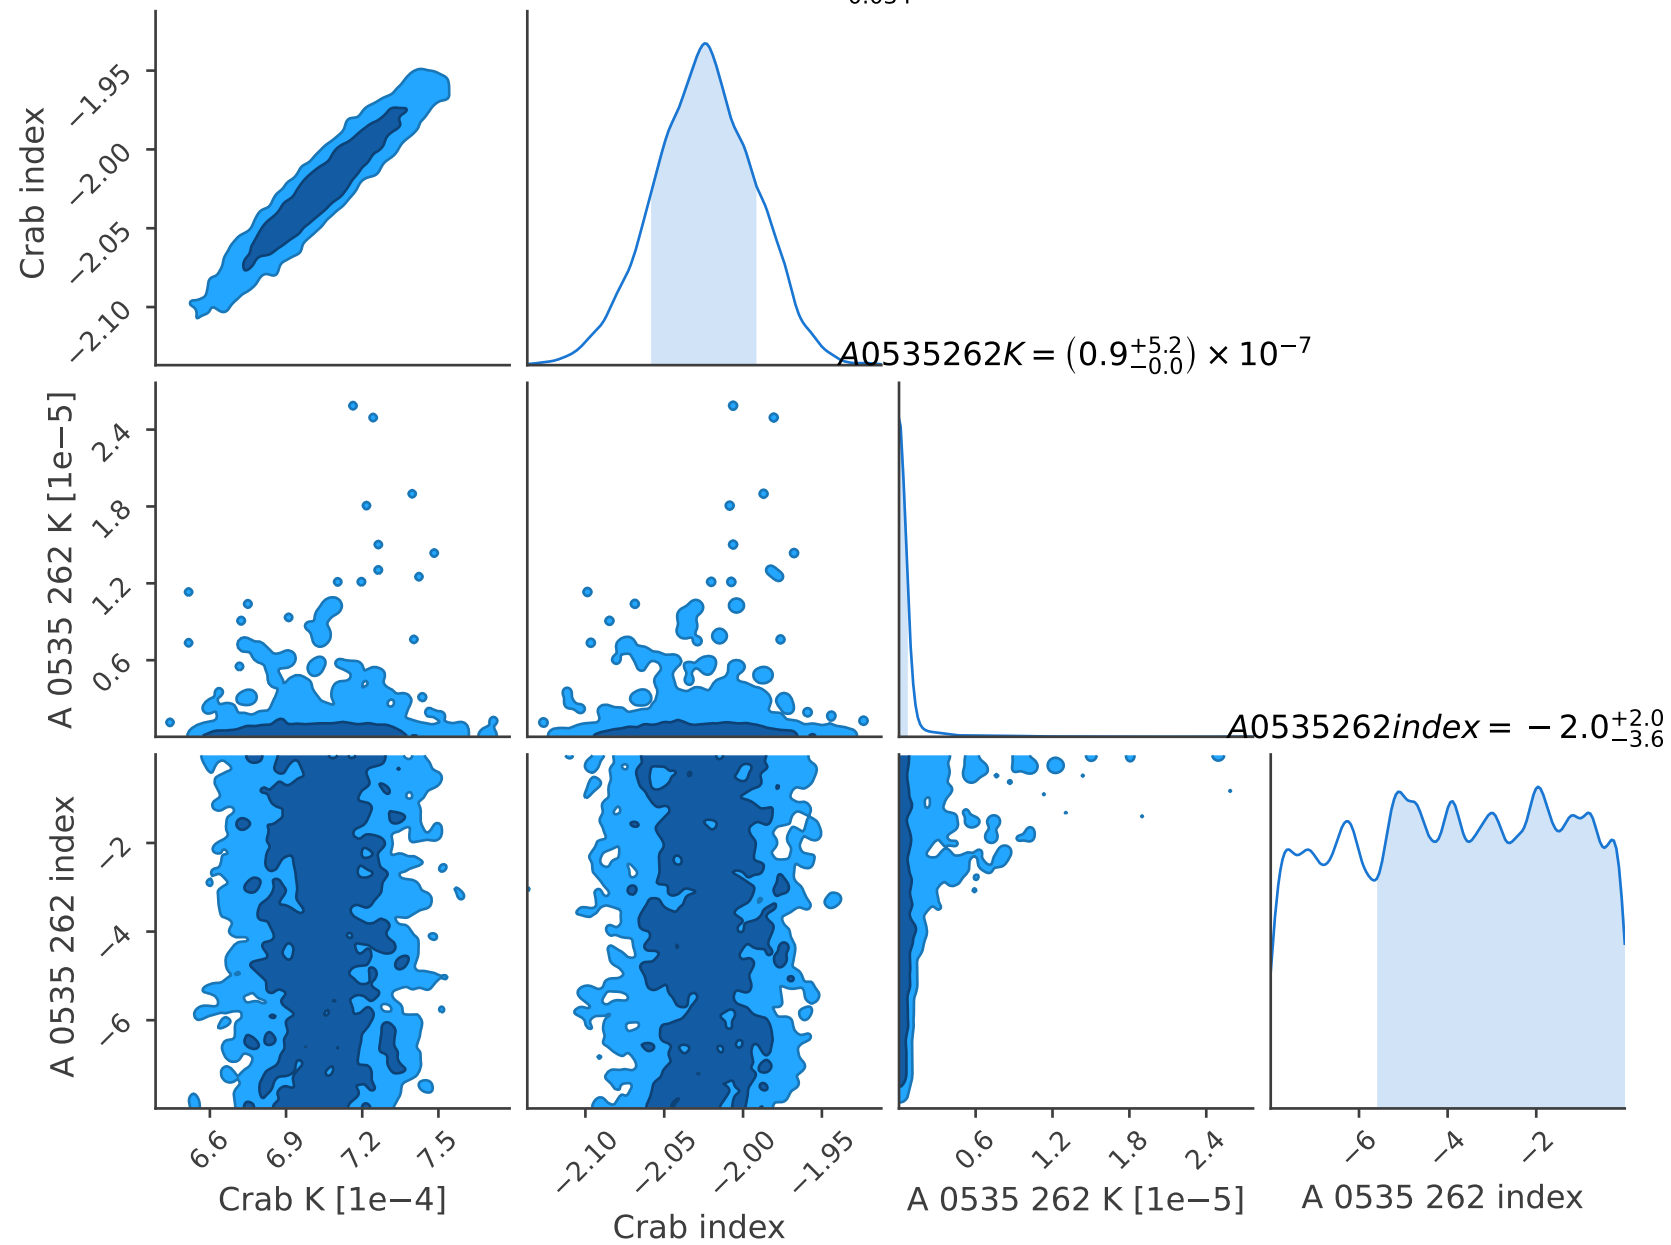 Crab index
−1.95
−2.00
−2.05
−2.10
A0535262K = (0.9+5.2−0.0) × 10−7
A 0535 262 K [1e−5]
2.4
1.8
1.2
0.6
A0535262index = −2.0+2.0−3.6
A 0535 262 index
−2
−4
−6
6.6 6.9 7.2 7.5
Crab K [1e−4]
−2.10 −2.05 −2.00 −1.95
Crab index
0.6 1.2 1.8 2.4
A 0535 262 K [1e−5]
−6 −4 −2
A 0535 262 index